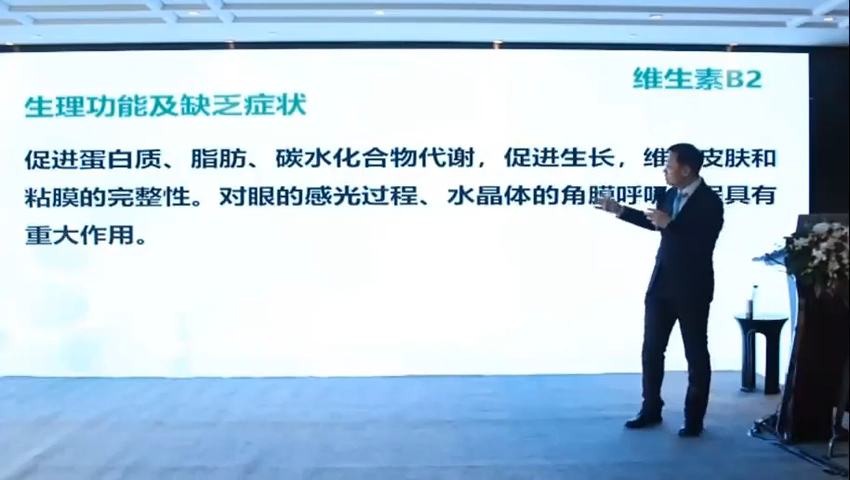 维生素B2
生理功能及缺乏症状
促进蛋白质、脂肪、碳水化合物代谢，促进生长，维 皮肤和
粘膜的完整性。对眼的感光过程、水晶体的角膜呼 具有
重大作用。